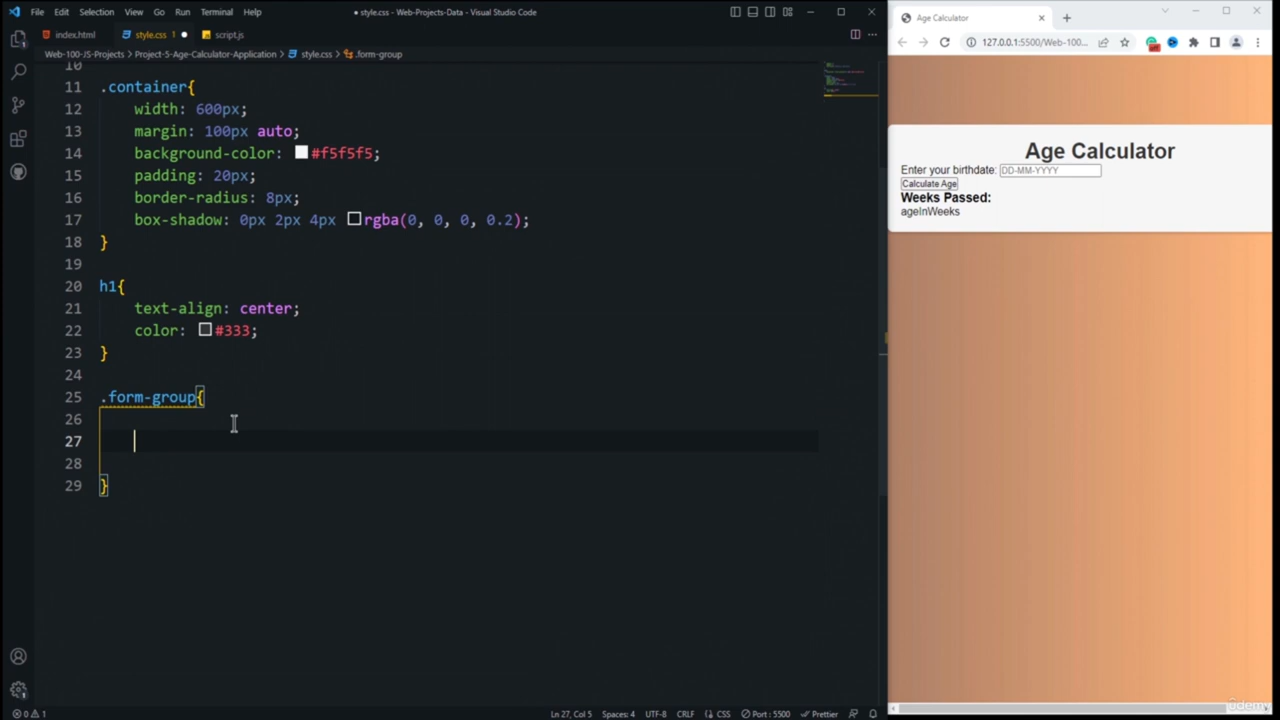 File Edit Selection View Go Run Terminal Help
● style.css - Web-Projects-Data - Visual Studio Code
index.html
style.css 1 ●
script.js
Web-100-JS-Projects > Project-5-Age-Calculator-Application > style.css > .form-group
10
11 .container{
12 width: 600px;
13 margin: 100px auto;
14 background-color: #f5f5f5;
15 padding: 20px;
16 border-radius: 8px;
17 box-shadow: 0px 2px 4px rgba(0, 0, 0, 0.2);
18 }
19
20 h1{
21 text-align: center;
22 color: #333;
23 }
24
25 .form-group{
26
27
28
29 }
0 1
Ln 27, Col 5 Spaces: 4 UTF-8 CRLF CSS Port : 5500 Prettier
Age Calculator
127.0.0.1:5500/Web-100...
Age Calculator
Enter your birthdate: DD-MM-YYYY
Calculate Age
Weeks Passed:
ageInWeeks
Udemy